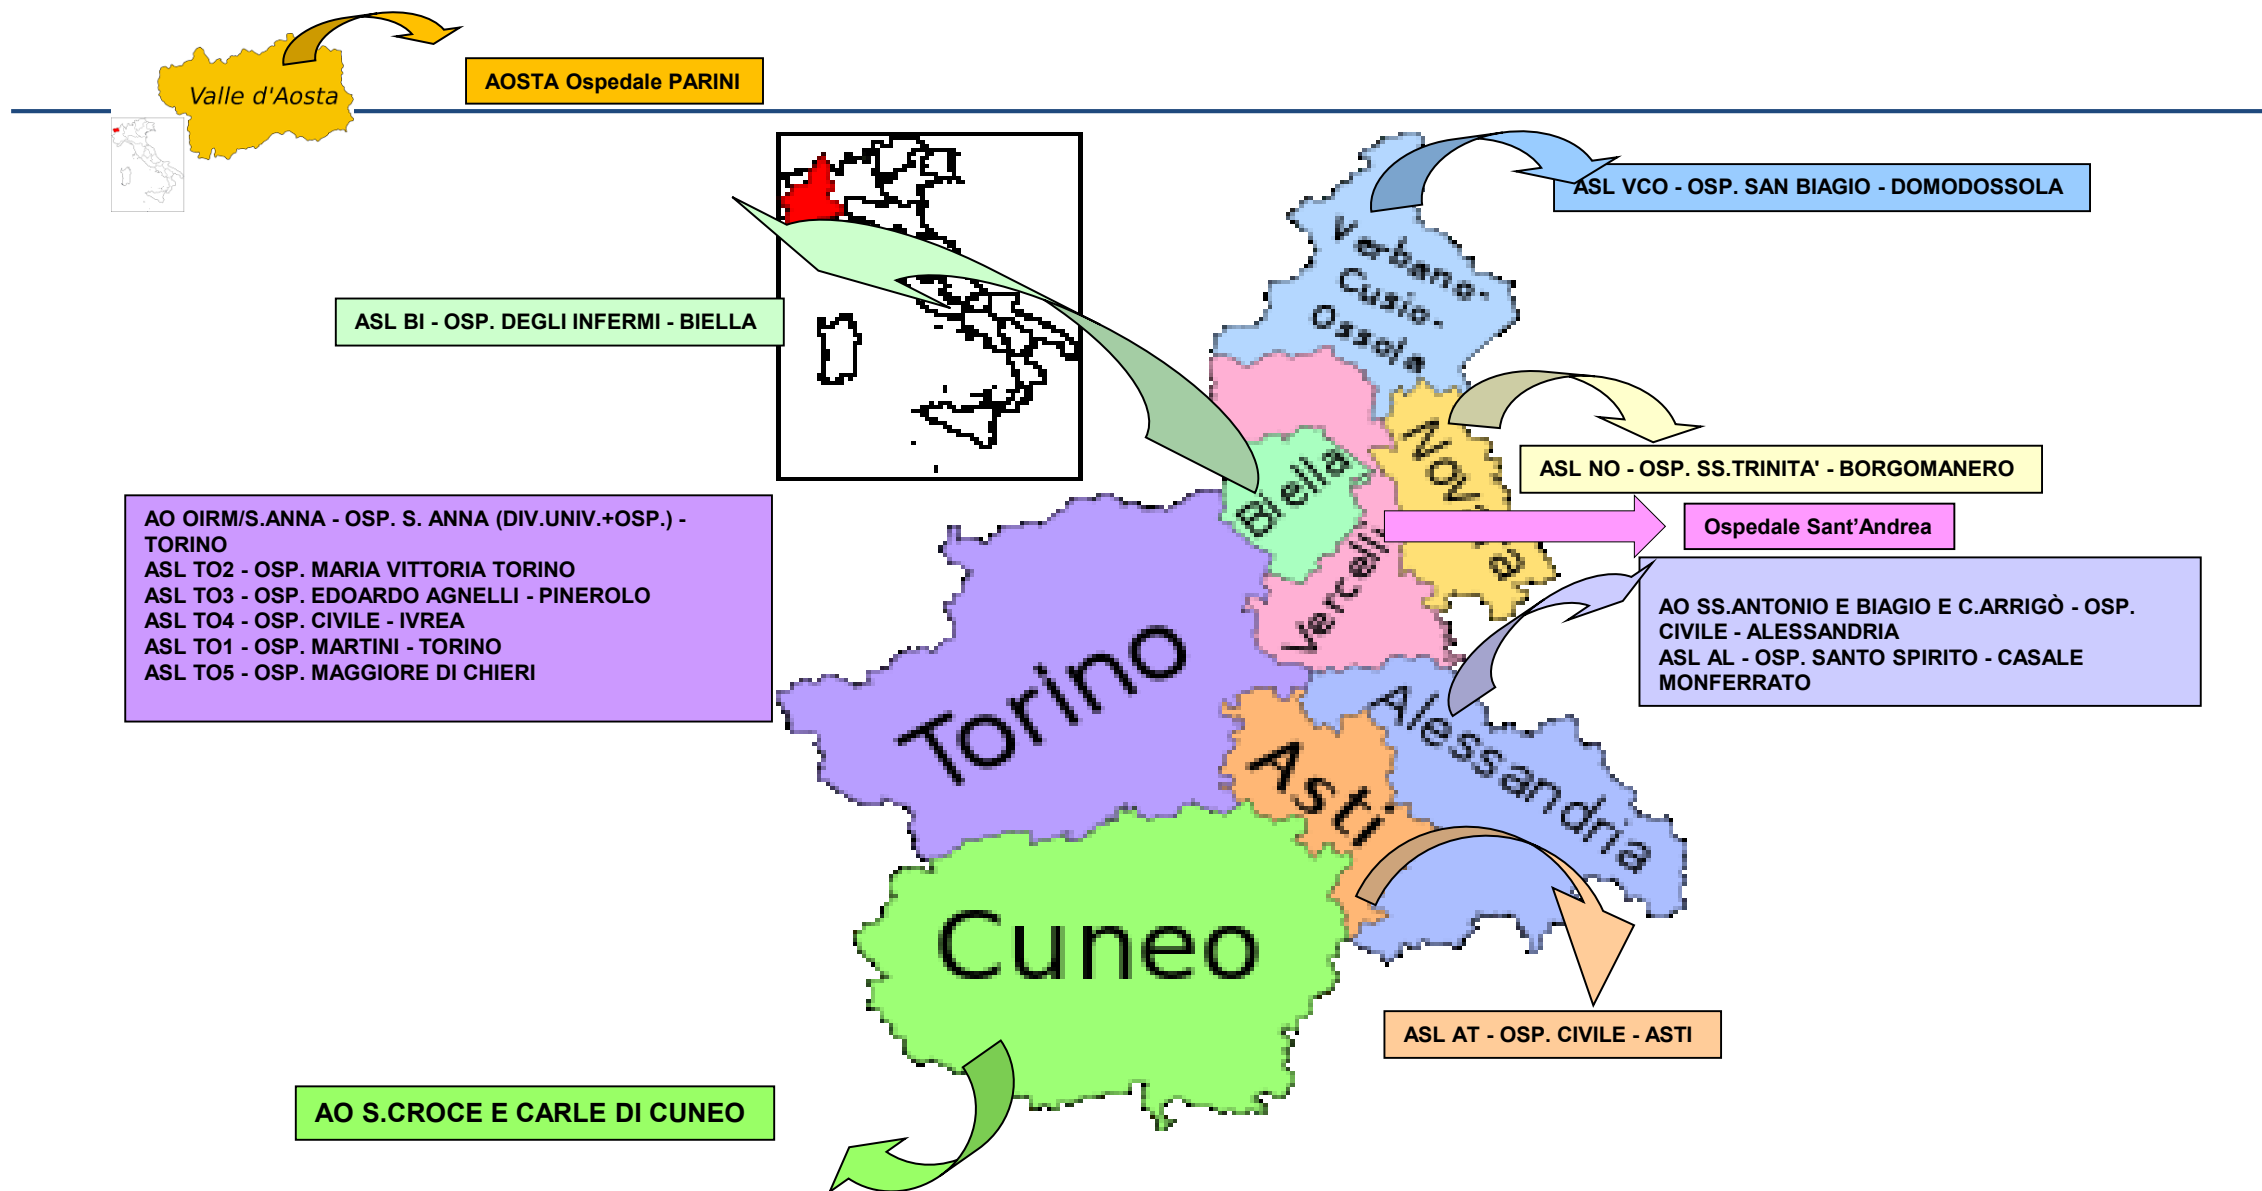 Valle d'Aosta
AOSTA Ospedale PARINI
ASL VCO - OSP. SAN BIAGIO - DOMODOSSOLA
Verbano-
Cusio-
Ossola
ASL BI - OSP. DEGLI INFERMI - BIELLA
Novara
ASL NO - OSP. SS.TRINITA' - BORGOMANERO
Biella
Vercelli
Ospedale Sant'Andrea
AO OIRM/S.ANNA - OSP. S. ANNA (DIV.UNIV.+OSP.) -
TORINO
ASL TO2 - OSP. MARIA VITTORIA TORINO
ASL TO3 - OSP. EDOARDO AGNELLI - PINEROLO
ASL TO4 - OSP. CIVILE - IVREA
ASL TO1 - OSP. MARTINI - TORINO
ASL TO5 - OSP. MAGGIORE DI CHIERI
AO SS.ANTONIO E BIAGIO E C.ARRIGÒ - OSP.
CIVILE - ALESSANDRIA
ASL AL - OSP. SANTO SPIRITO - CASALE
MONFERRATO
Torino
Alessandria
Asti
Cuneo
ASL AT - OSP. CIVILE - ASTI
AO S.CROCE E CARLE DI CUNEO